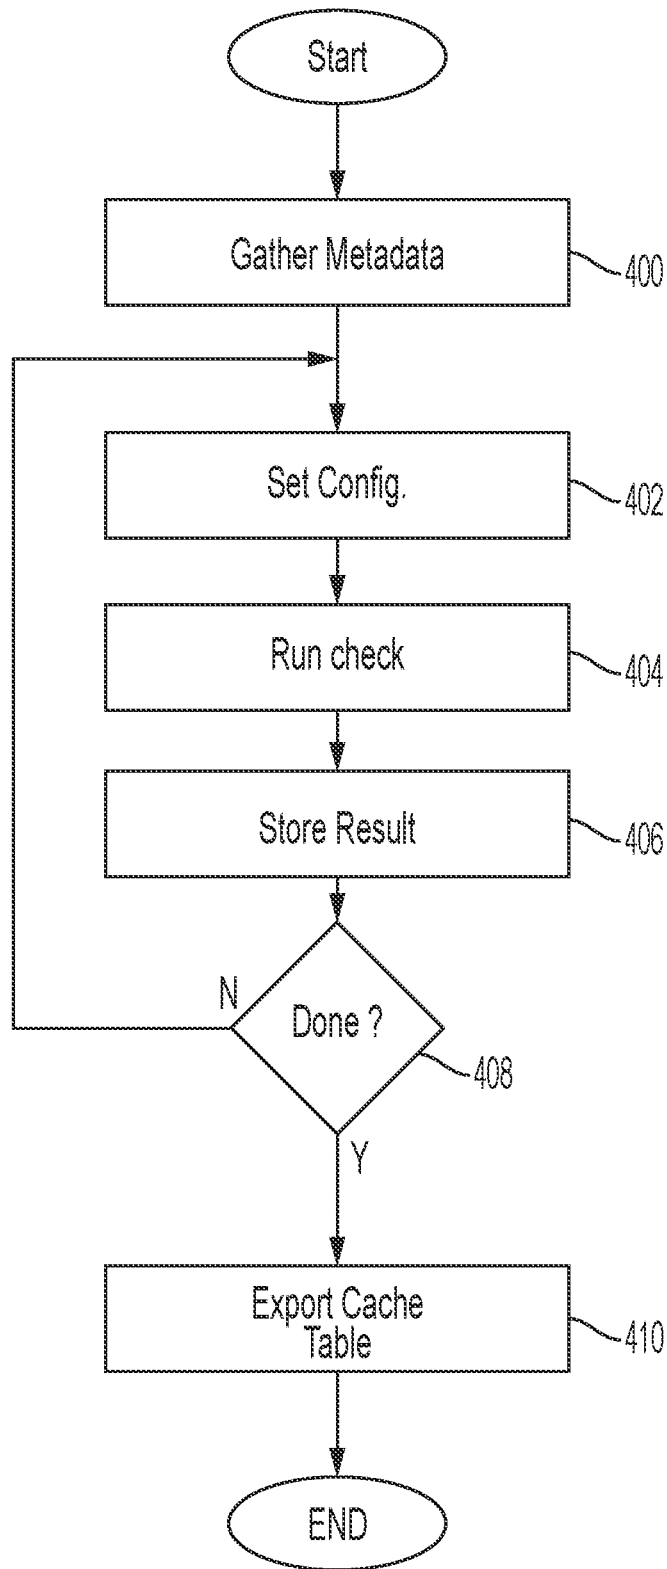 Start
Gather Metadata
400
Set Config.
402
Run check
404
Store Result
406
N
Done ?
408
Y
Export Cache
Table
410
END